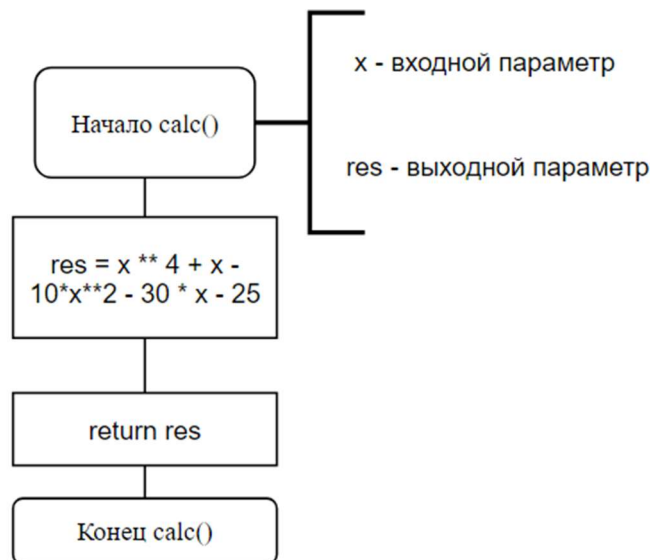 Начало calc()
x - входной параметр
res - выходной параметр
res = x ** 4 + x -
10*x**2 - 30 * x - 25
return res
Конец calc()